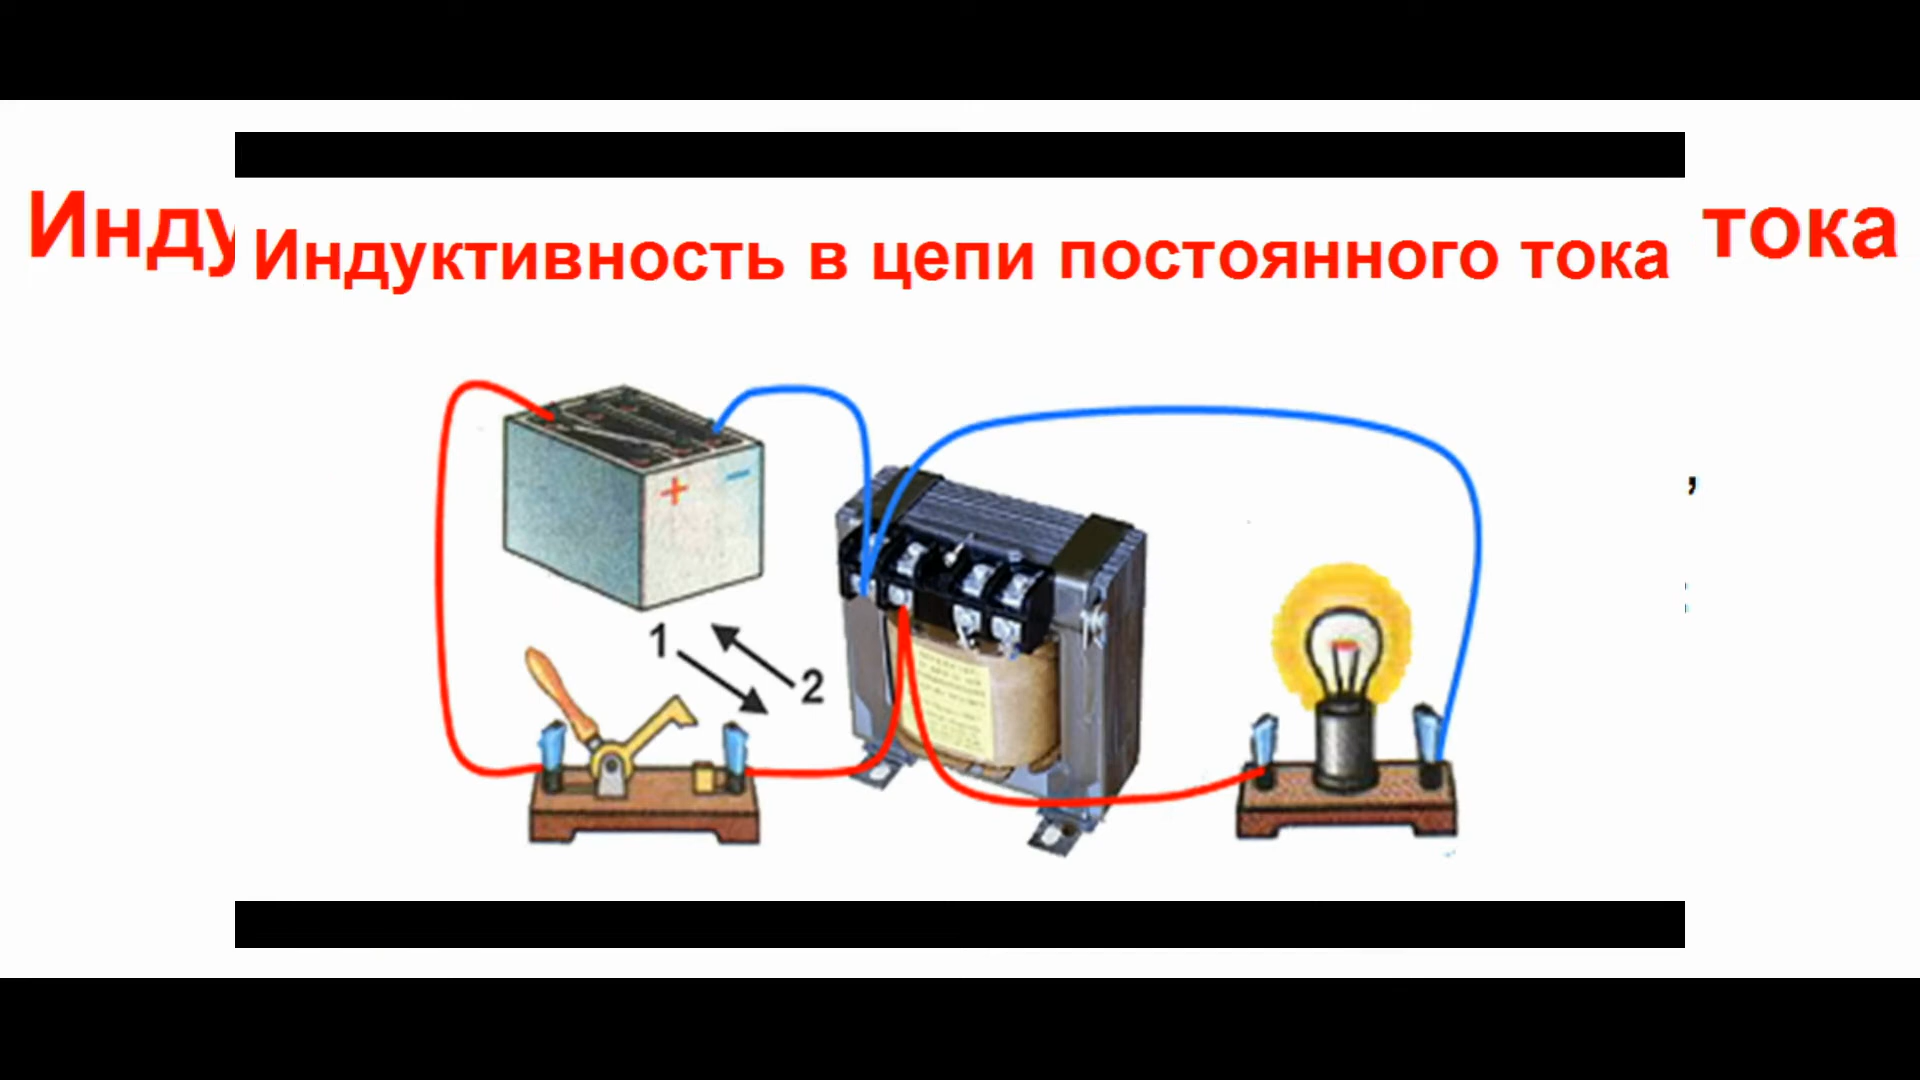 Инду
тока
Индуктивность в цепи постоянного тока
+
−
1
2
,